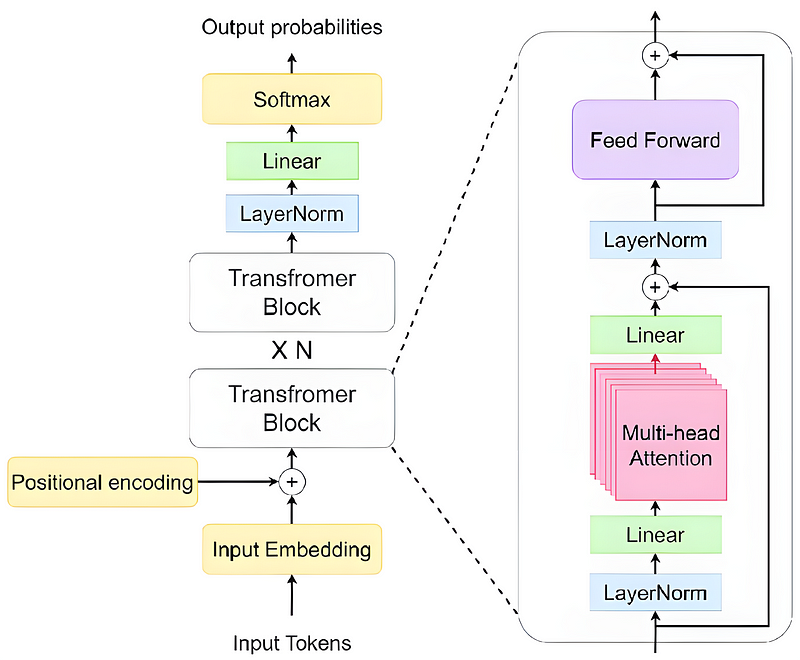 Output probabilities
Softmax
Linear
LayerNorm
Transfromer
Block
X N
Transfromer
Block
Positional encoding
+
Input Embedding
Input Tokens
+
Feed Forward
LayerNorm
+
Linear
Multi-head
Attention
Linear
LayerNorm